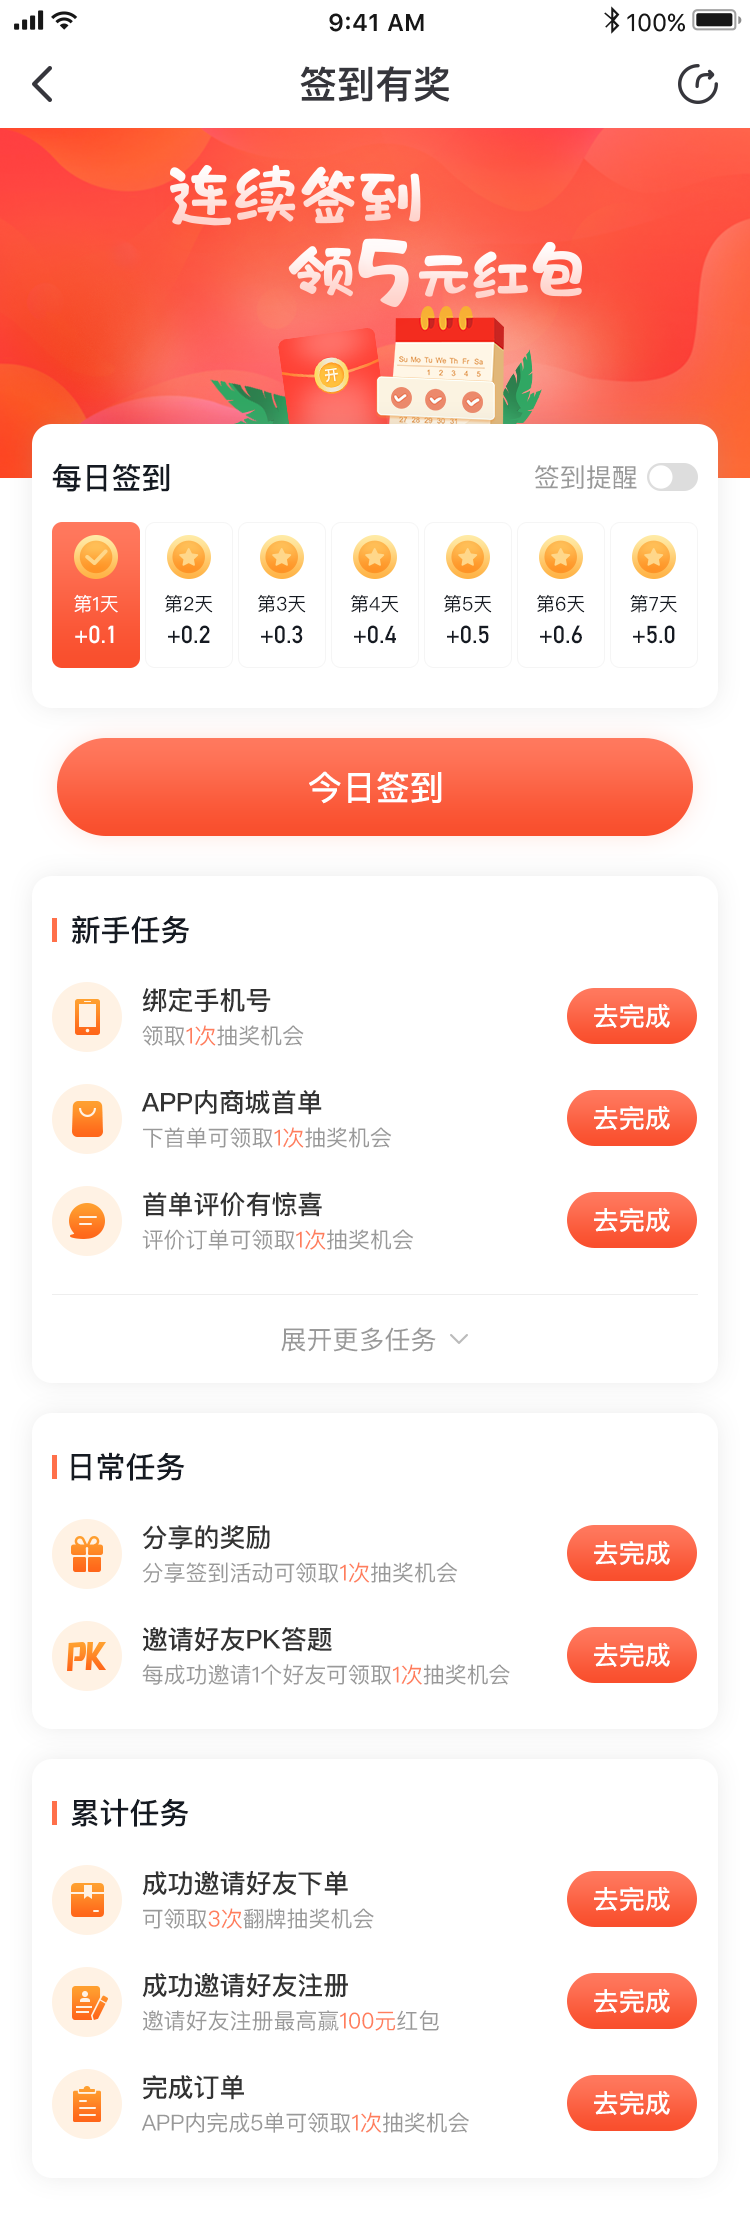 9:41 AM
100%
签到有奖
连续签到
领5元红包
开
Su Mo Tu We Th Fr Sa
1 2 3 4 5
27 28 29 30 31
每日签到
签到提醒
第1天 第2天 第3天 第4天 第5天 第6天 第7天
+0.1 +0.2 +0.3 +0.4 +0.5 +0.6 +5.0
今日签到
新手任务
绑定手机号
领取1次抽奖机会
去完成
APP内商城首单
下首单可领取1次抽奖机会
去完成
首单评价有惊喜
评价订单可领取1次抽奖机会
去完成
展开更多任务
日常任务
分享的奖励
分享签到活动可领取1次抽奖机会
去完成
PK
邀请好友PK答题
每成功邀请1个好友可领取1次抽奖机会
去完成
累计任务
成功邀请好友下单
可领取3次翻牌抽奖机会
去完成
成功邀请好友注册
邀请好友注册最高赢100元红包
去完成
完成订单
APP内完成5单可领取1次抽奖机会
去完成